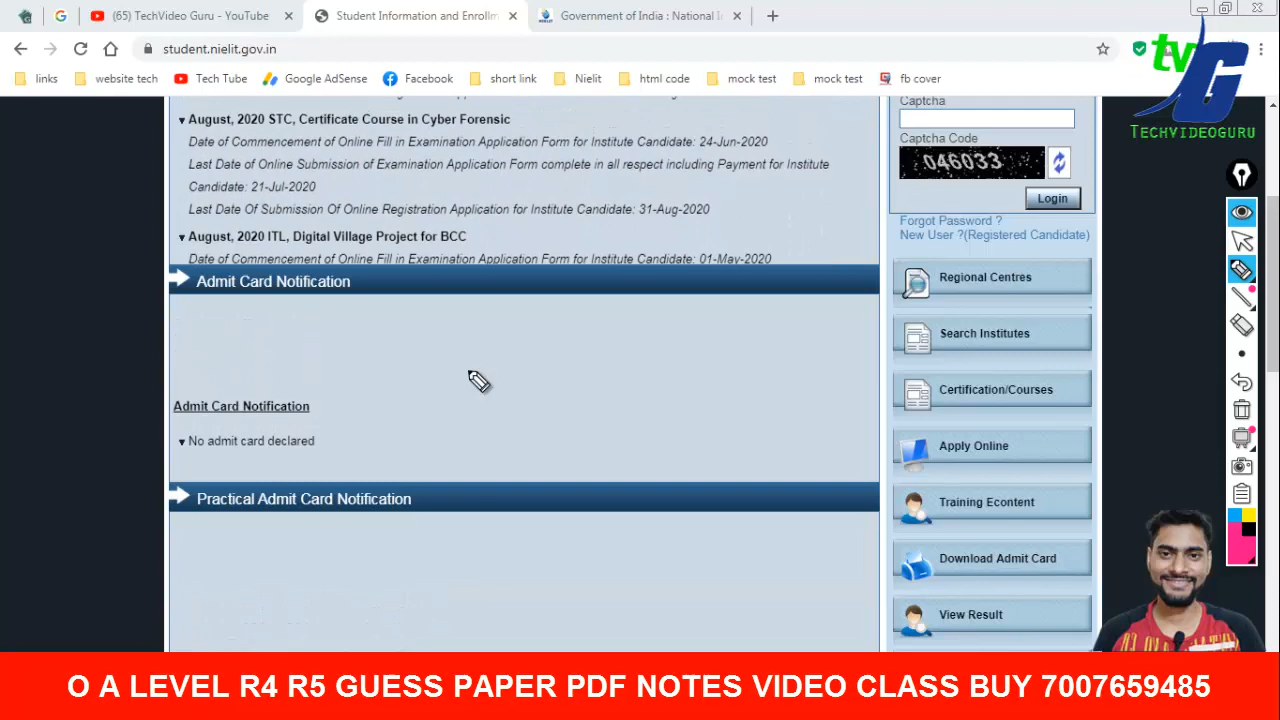 (65) TechVideo Guru - YouTube
Student Information and Enrollm
Government of India : National I
student.nielit.gov.in
links
website tech
Tech Tube
Google AdSense
Facebook
short link
Nielit
html code
mock test
mock test
fb cover
tv G
TECHVIDEOGURU
August, 2020 STC, Certificate Course in Cyber Forensic
Date of Commencement of Online Fill in Examination Application Form for Institute Candidate: 24-Jun-2020
Last Date of Online Submission of Examination Application Form complete in all respect including Payment for Institute
Candidate: 21-Jul-2020
Last Date Of Submission Of Online Registration Application for Institute Candidate: 31-Aug-2020
August, 2020 ITL, Digital Village Project for BCC
Date of Commencement of Online Fill in Examination Application Form for Institute Candidate: 01-May-2020
Admit Card Notification
Admit Card Notification
No admit card declared
Practical Admit Card Notification
Captcha
Captcha Code
046033
Login
Forgot Password ?
New User ?(Registered Candidate)
Regional Centres
Search Institutes
Certification/Courses
Apply Online
Training Econtent
Download Admit Card
View Result
O A LEVEL R4 R5 GUESS PAPER PDF NOTES VIDEO CLASS BUY 7007659485